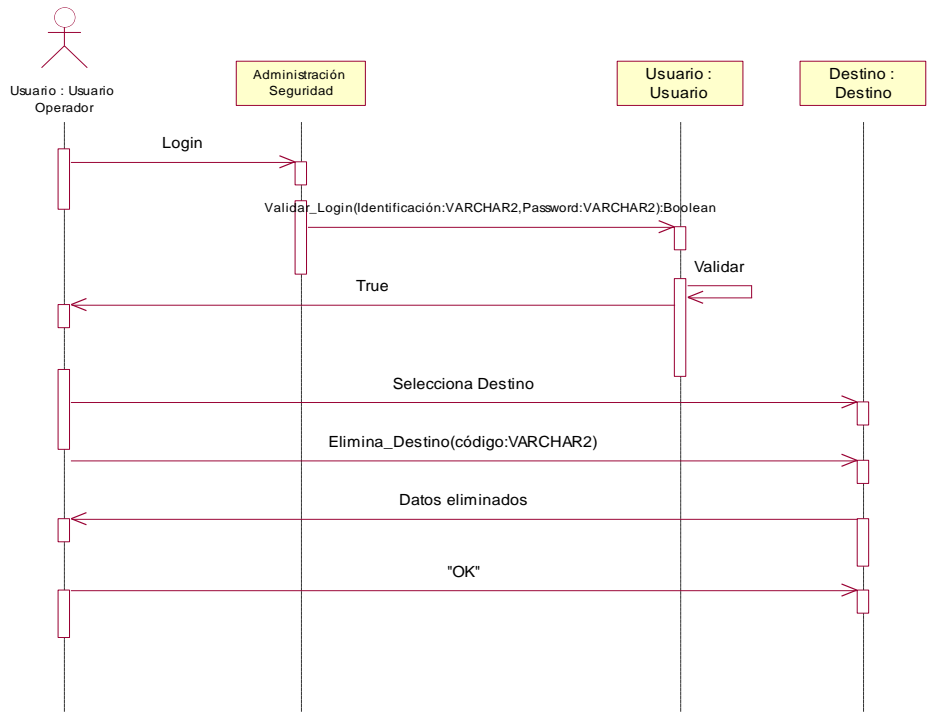 Usuario : Usuario
Operador
Administración
Seguridad
Usuario :
Usuario
Destino :
Destino
Login
Validar_Login(Identificación:VARCHAR2,Password:VARCHAR2):Boolean
Validar
True
Selecciona Destino
Elimina_Destino(código:VARCHAR2)
Datos eliminados
"OK"